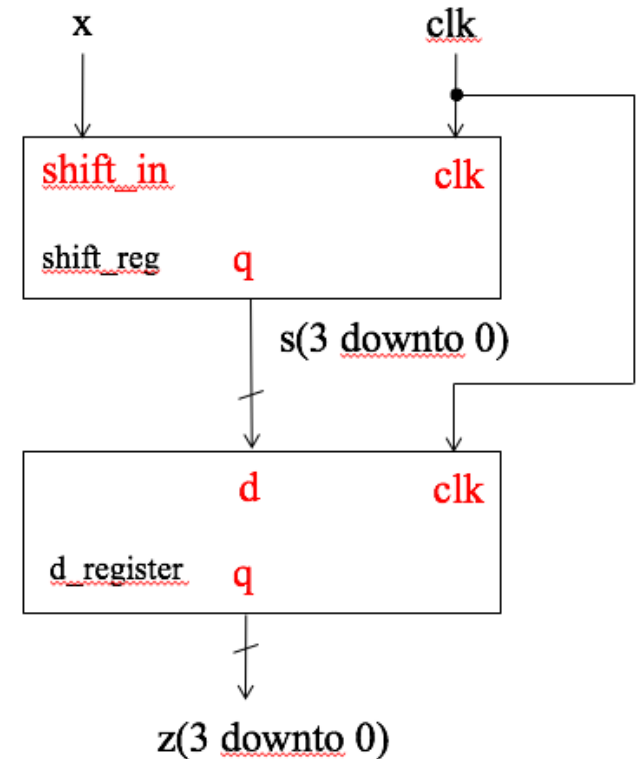 x clk
shift_in clk
shift_reg q
s(3 downto 0)
d clk
d_register q
z(3 downto 0)